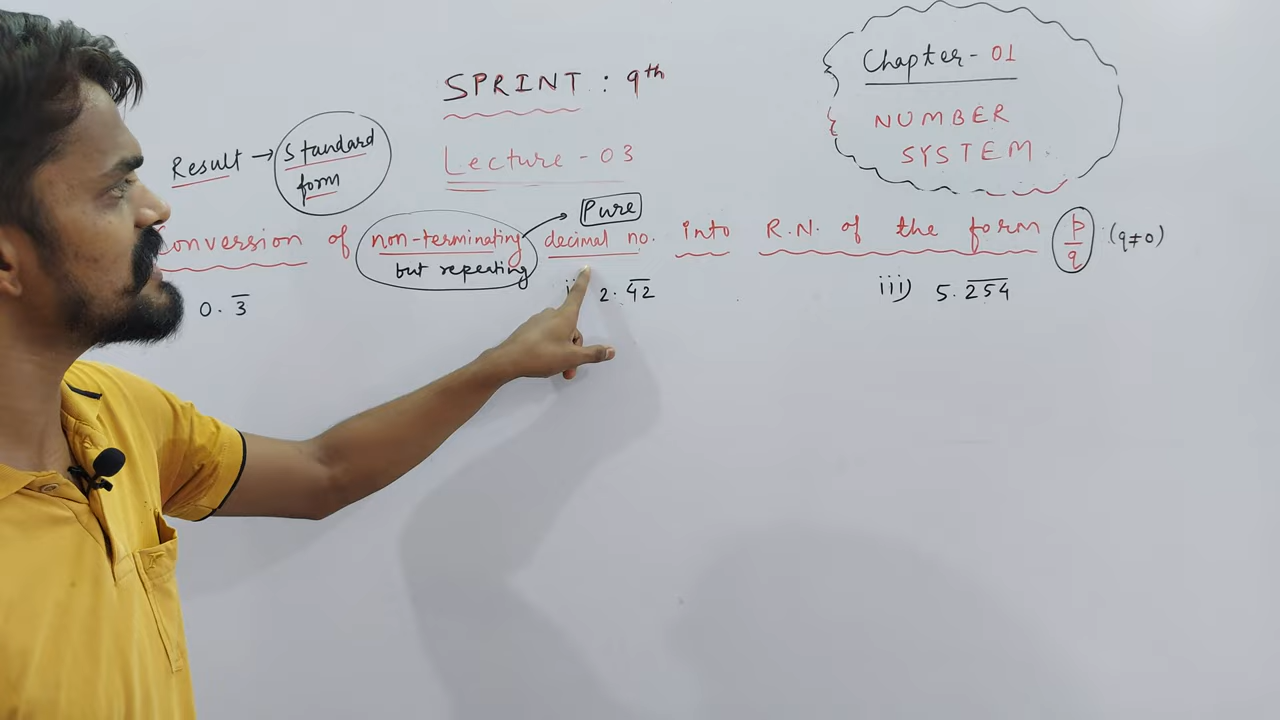 Chapter - 01
NUMBER
SYSTEM
SPRINT : 9th
Lecture - 03
Result → Standard
form
Pure
Conversion of non-terminating decimal no. into R.N. of the form p/q (q≠0)
but repeating
0.3̅ 2.4̅2̅ iii) 5.2̅5̅4̅